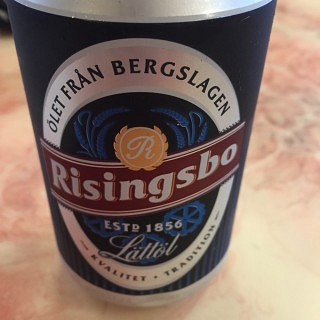 ÖLET FRÅN BERGSLAGEN
R
Risingsbo
ESTD 1856
Lättöl
KVALITET · TRADITION